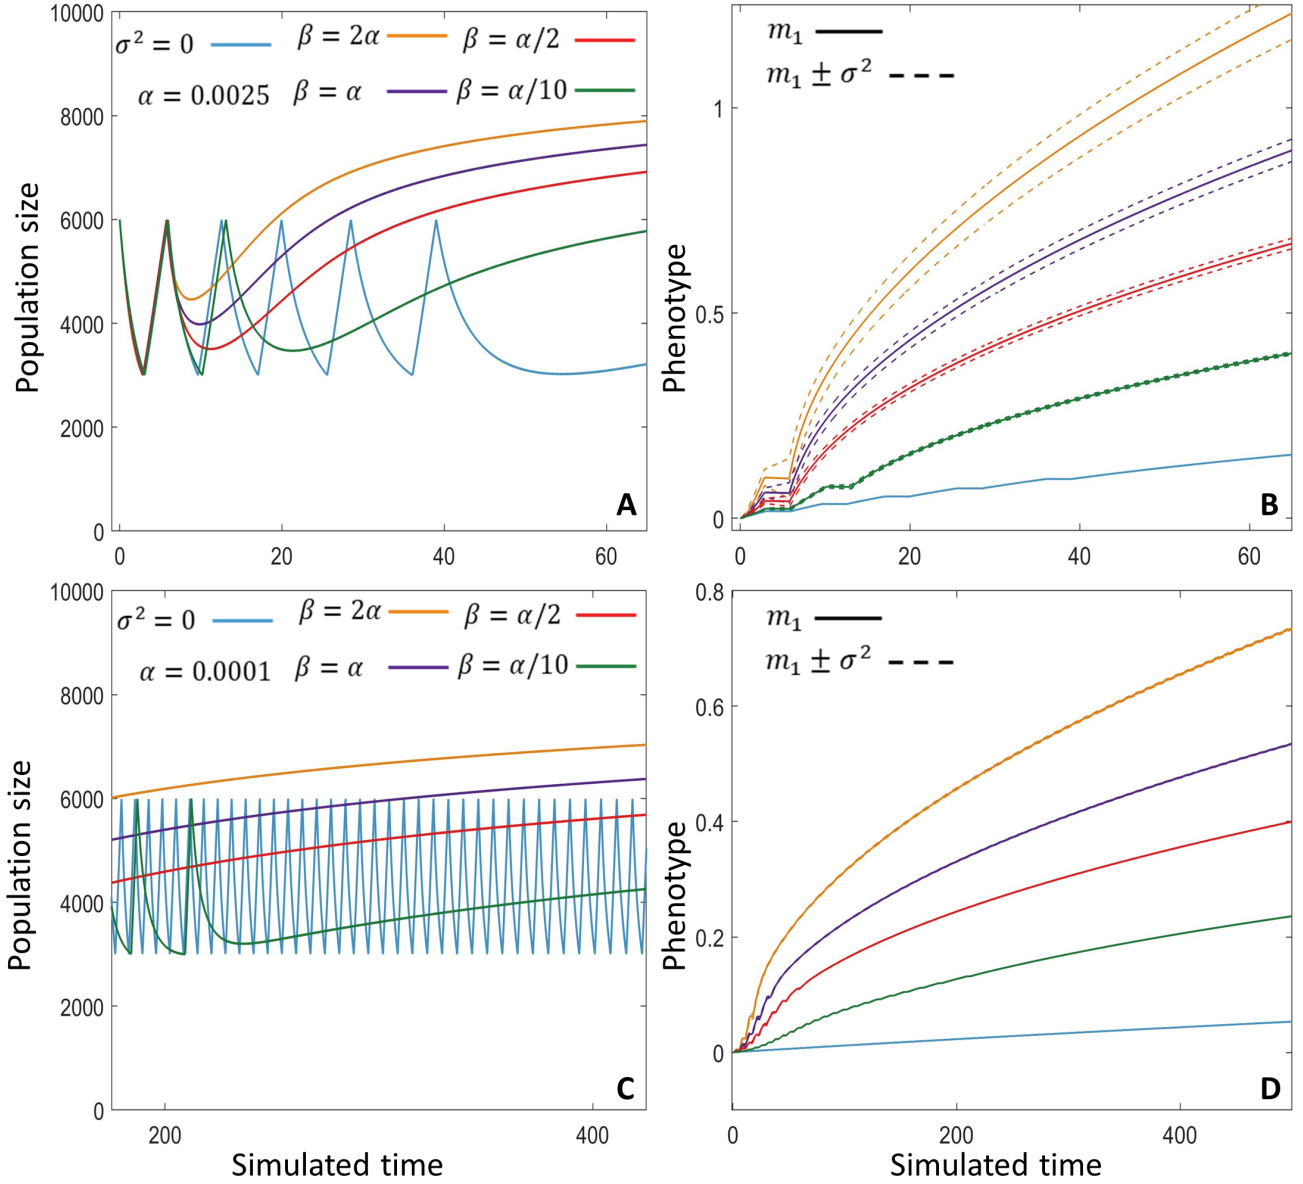 10000
8000
6000
4000
2000
0
Population size
σ² = 0
β = 2α
β = α/2
α = 0.0025
β = α
β = α/10
A
0
20
40
60
1
0.5
0
Phenotype
m₁
m₁ ± σ²
B
0
20
40
60
10000
8000
6000
4000
2000
0
Population size
σ² = 0
β = 2α
β = α/2
α = 0.0001
β = α
β = α/10
C
200
400
Simulated time
0.8
0.6
0.4
0.2
0
Phenotype
m₁
m₁ ± σ²
D
0
200
400
Simulated time